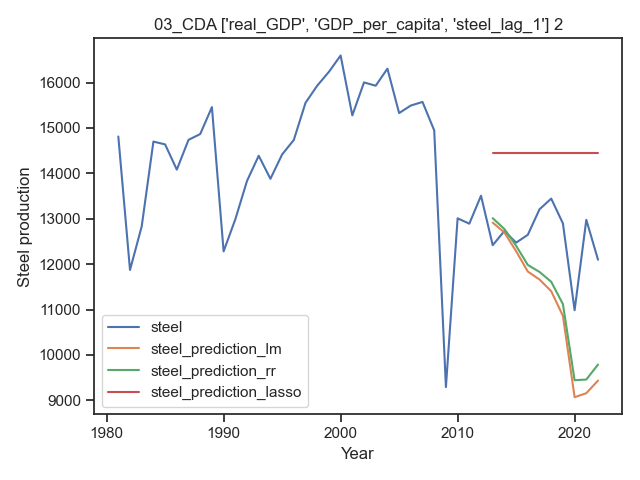 03_CDA ['real_GDP', 'GDP_per_capita', 'steel_lag_1'] 2
Steel production
16000
15000
14000
13000
12000
11000
10000
9000
steel
steel_prediction_lm
steel_prediction_rr
steel_prediction_lasso
1980
1990
2000
2010
2020
Year